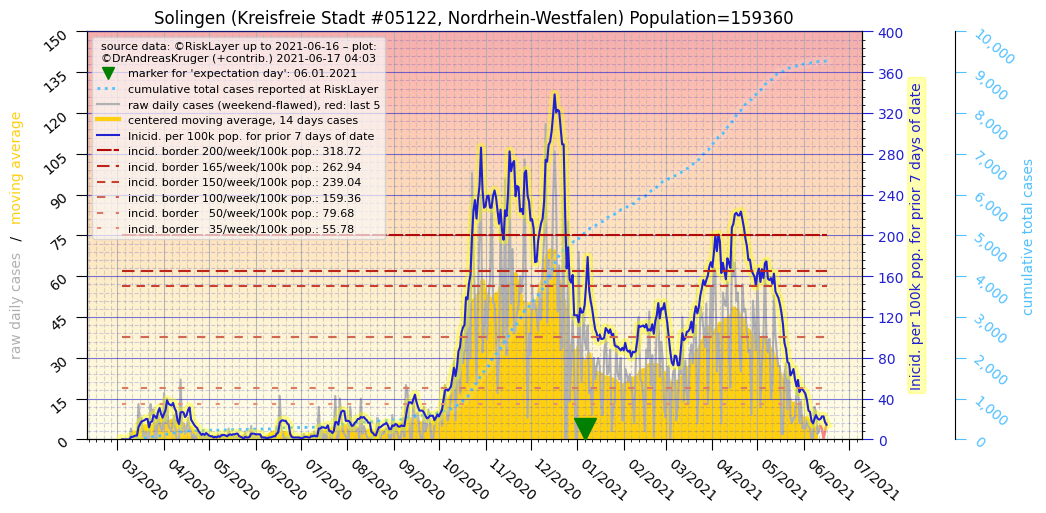 Solingen (Kreisfreie Stadt #05122, Nordrhein-Westfalen) Population=159360
source data: ©RiskLayer up to 2021-06-16 – plot:
©DrAndreasKruger (+contrib.) 2021-06-17 04:03
marker for 'expectation day': 06.01.2021
cumulative total cases reported at RiskLayer
raw daily cases (weekend-flawed), red: last 5
centered moving average, 14 days cases
Inicid. per 100k pop. for prior 7 days of date
incid. border 200/week/100k pop.: 318.72
incid. border 165/week/100k pop.: 262.94
incid. border 150/week/100k pop.: 239.04
incid. border 100/week/100k pop.: 159.36
incid. border   50/week/100k pop.: 79.68
incid. border   35/week/100k pop.: 55.78
raw daily cases / moving average
150
135
120
105
90
75
60
45
30
15
0
400
360
320
280
240
200
160
120
80
40
0
Inicid. per 100k pop. for prior 7 days of date
10,000
9,000
8,000
7,000
6,000
5,000
4,000
3,000
2,000
1,000
0
cumulative total cases
03/2020
04/2020
05/2020
06/2020
07/2020
08/2020
09/2020
10/2020
11/2020
12/2020
01/2021
02/2021
03/2021
04/2021
05/2021
06/2021
07/2021